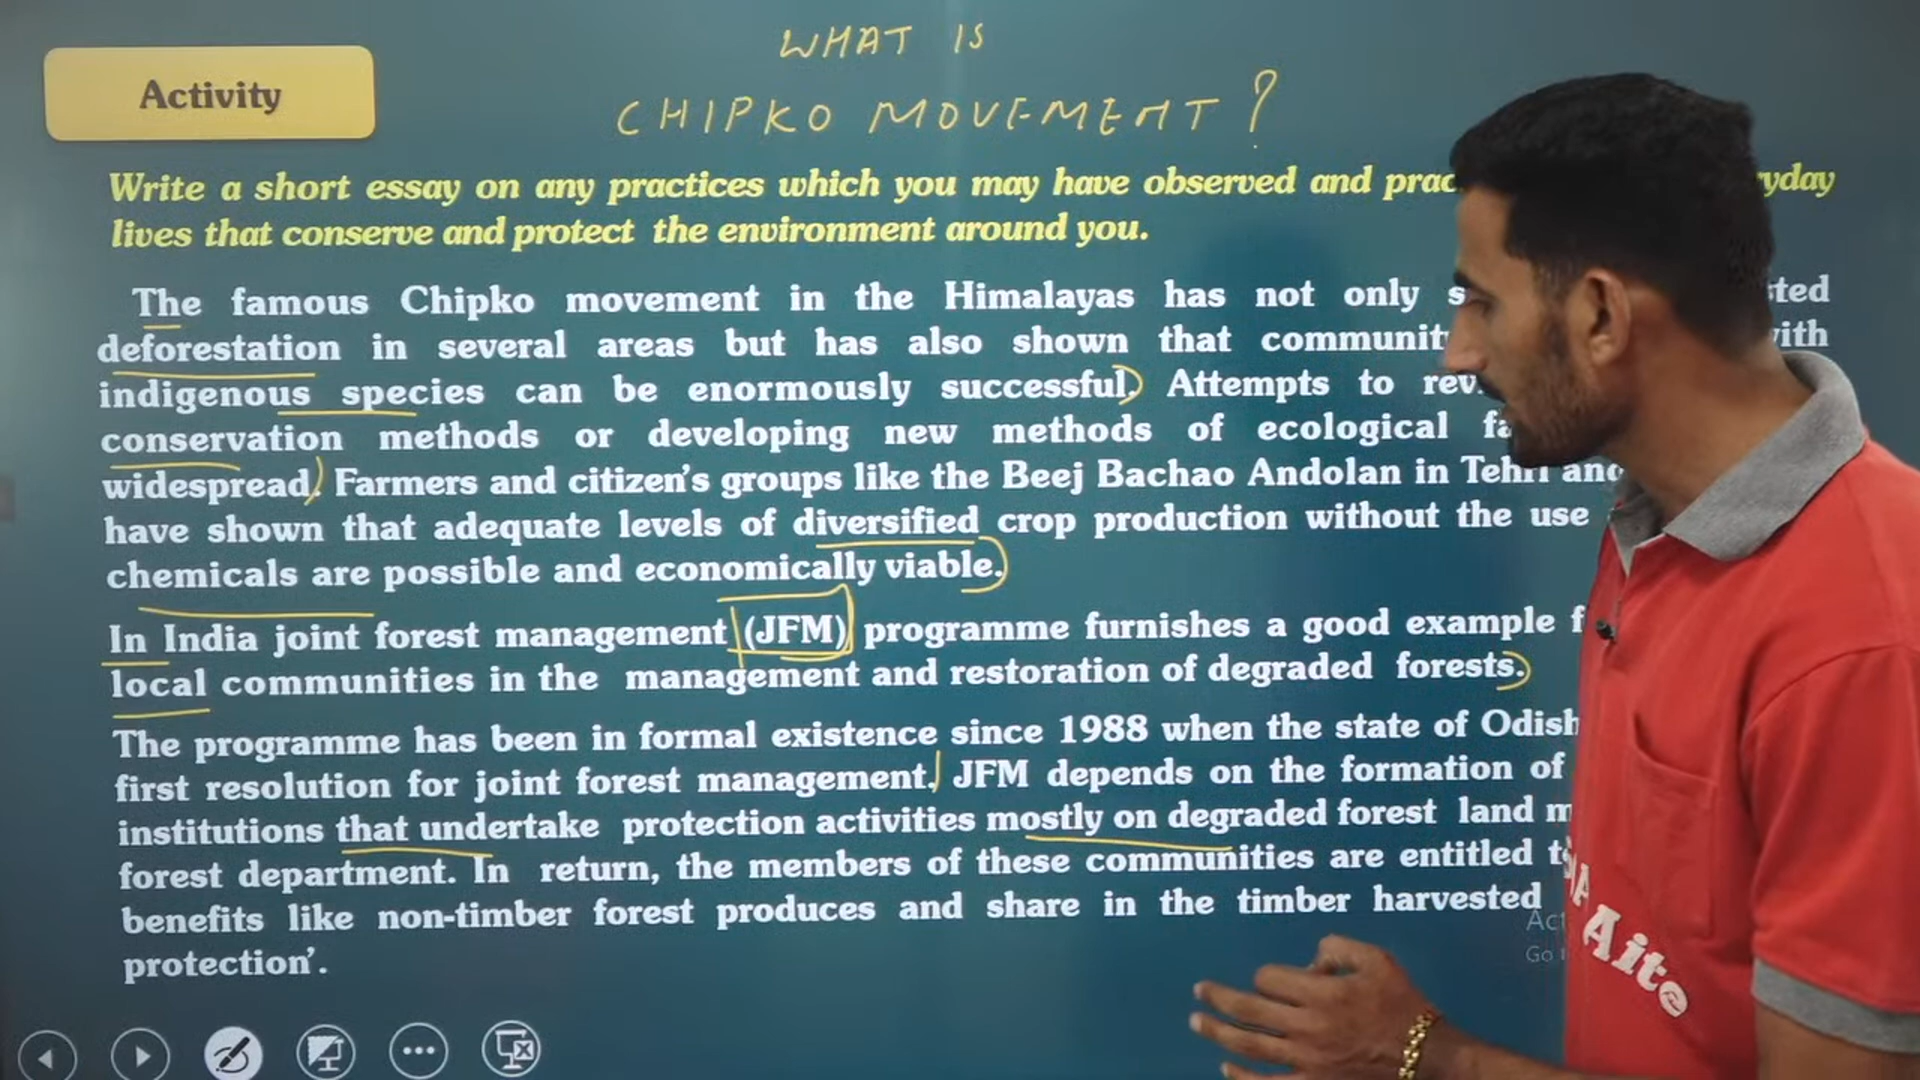 WHAT IS
CHIPKO MOVEMENT?
Activity
Write a short essay on any practices which you may have observed and
lives that conserve and protect the environment around you.
The famous Chipko movement in the Himalayas has not only
deforestation in several areas but has also shown that
indigenous species can be enormously successful. Attempts to
conservation methods or developing new methods of ecological
widespread. Farmers and citizen's groups like the Beej Bachao Andolan in Tehri and
have shown that adequate levels of diversified crop production without the use
chemicals are possible and economically viable.
In India joint forest management (JFM) programme furnishes a good example
local communities in the management and restoration of degraded forests.
The programme has been in formal existence since 1988 when the state of
first resolution for joint forest management. JFM depends on the formation of
institutions that undertake protection activities mostly on degraded forest land
forest department. In return, the members of these communities are entitled
benefits like non-timber forest produces and share in the timber harvested
protection'.
Aite